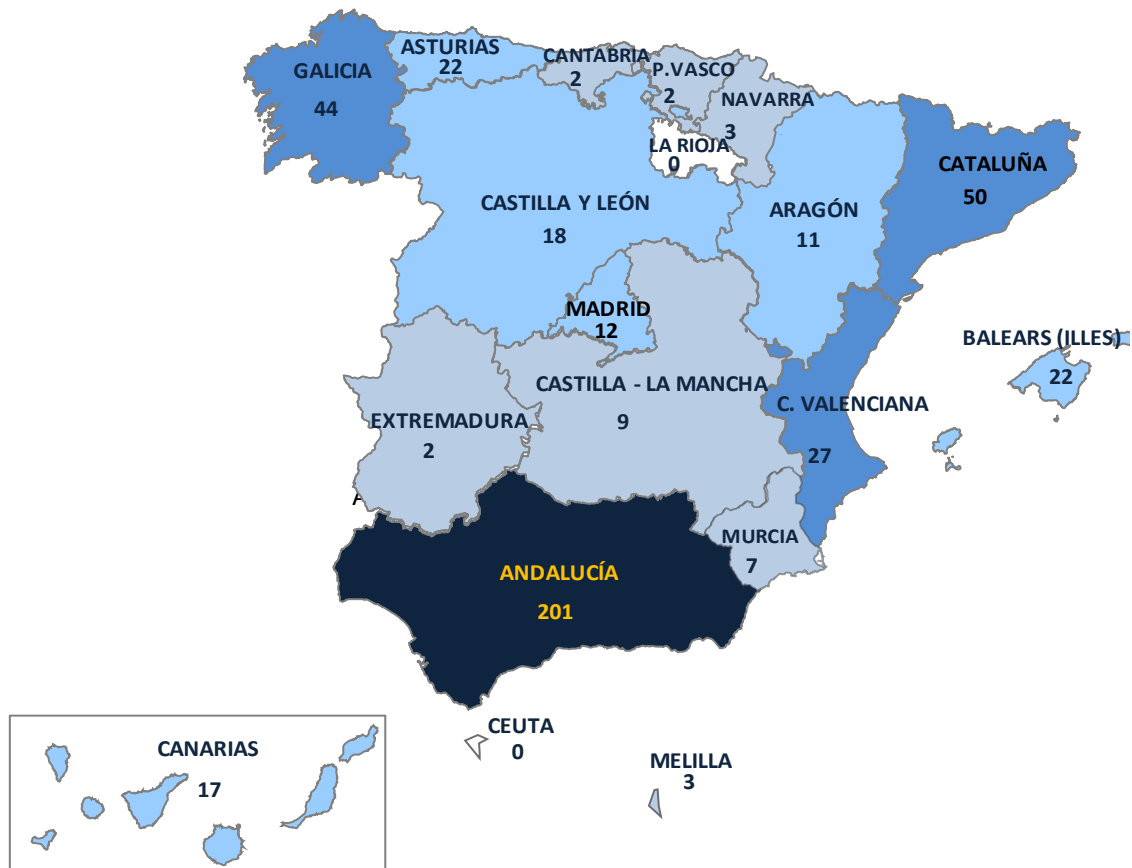 ASTURIAS
22
CANTABRIA
2
P.VASCO
2
GALICIA
44
NAVARRA
3
LA RIOJA
0
CATALUÑA
50
CASTILLA Y LEÓN
18
ARAGÓN
11
MADRID
12
BALEARS (ILLES)
22
CASTILLA - LA MANCHA
9
C. VALENCIANA
27
EXTREMADURA
2
MURCIA
7
ANDALUCÍA
201
CEUTA
0
CANARIAS
17
MELILLA
3